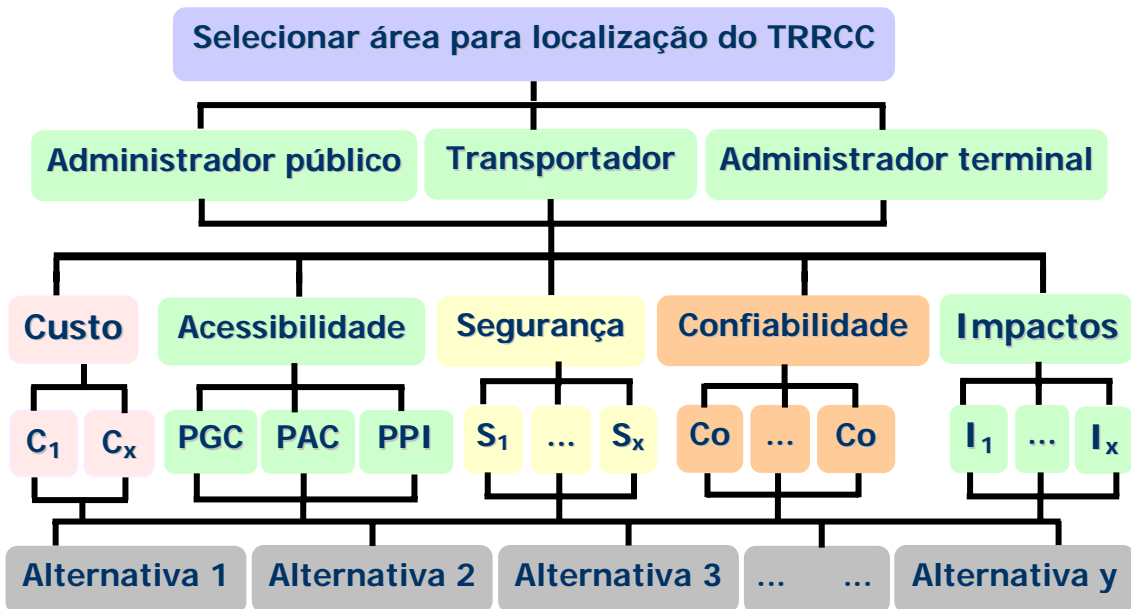 Selecionar área para localização do TRRCC
Administrador público Transportador Administrador terminal
Custo Acessibilidade Segurança Confiabilidade Impactos
C₁ Cₓ PGC PAC PPI S₁ ... Sₓ Co ... Co I₁ ... Iₓ
Alternativa 1 Alternativa 2 Alternativa 3 ... ... Alternativa y